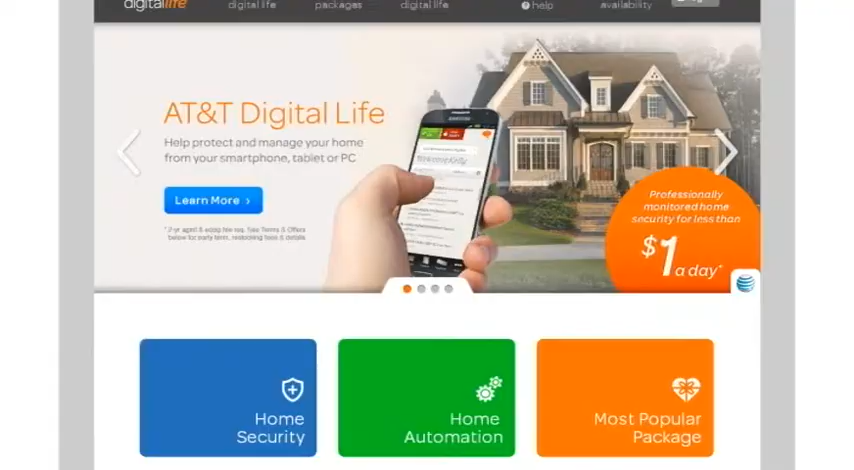 digitallife
digital life
packages
digital life
help
availability
AT&T Digital Life
Help protect and manage your home
from your smartphone, tablet or PC
Learn More ›
Professionally
monitored home
security for less than
$1 a day*
Home
Security
Home
Automation
Most Popular
Package